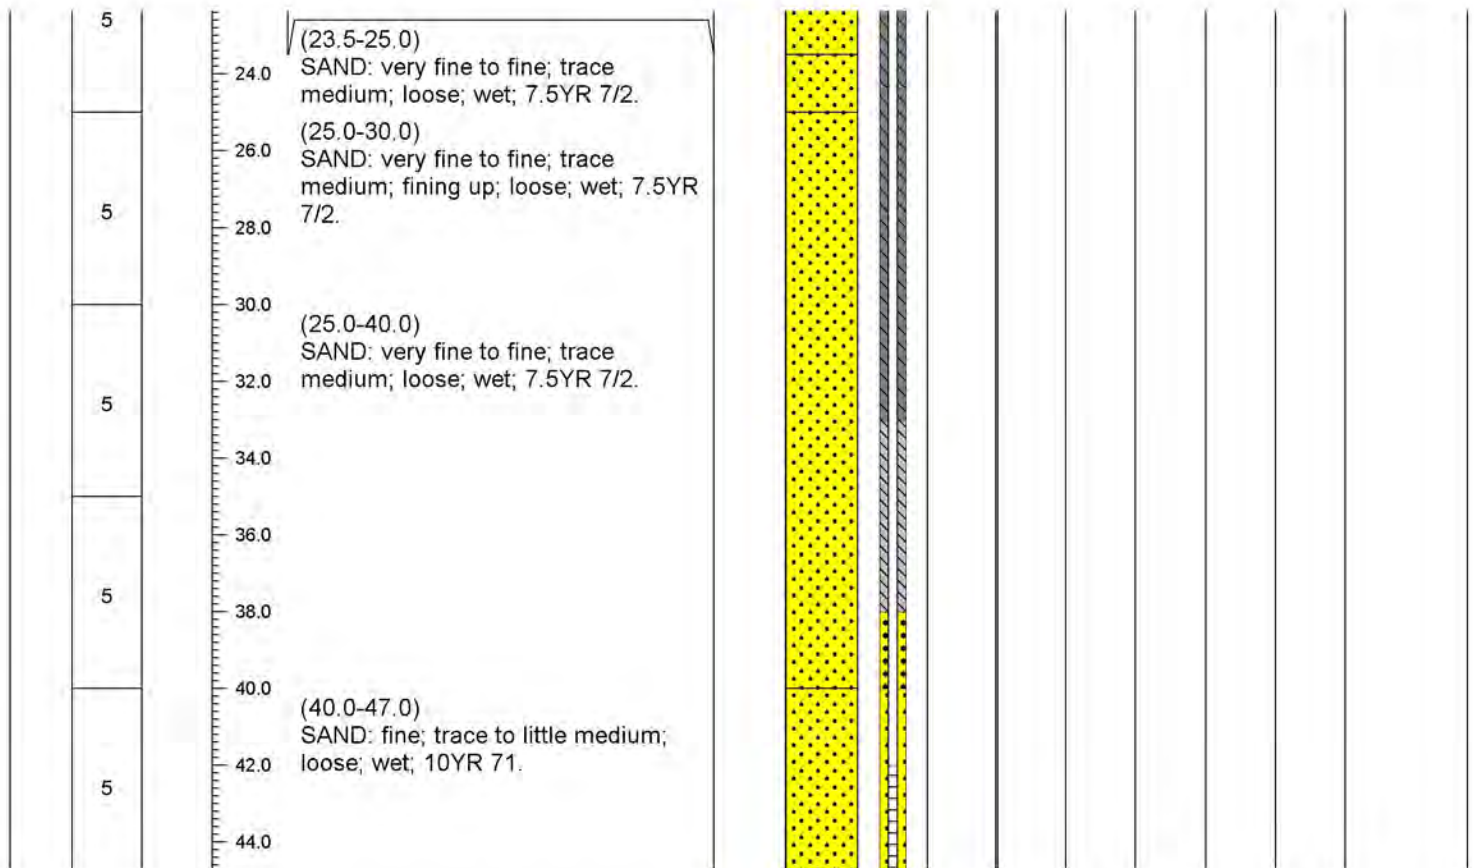 5
(23.5-25.0)
24.0
SAND: very fine to fine; trace
medium; loose; wet; 7.5YR 7/2.
(25.0-30.0)
26.0
SAND: very fine to fine; trace
medium; fining up; loose; wet; 7.5YR
7/2.
5
28.0
30.0
(25.0-40.0)
SAND: very fine to fine; trace
medium; loose; wet; 7.5YR 7/2.
32.0
5
34.0
36.0
5
38.0
40.0
(40.0-47.0)
SAND: fine; trace to little medium;
loose; wet; 10YR 71.
42.0
5
44.0